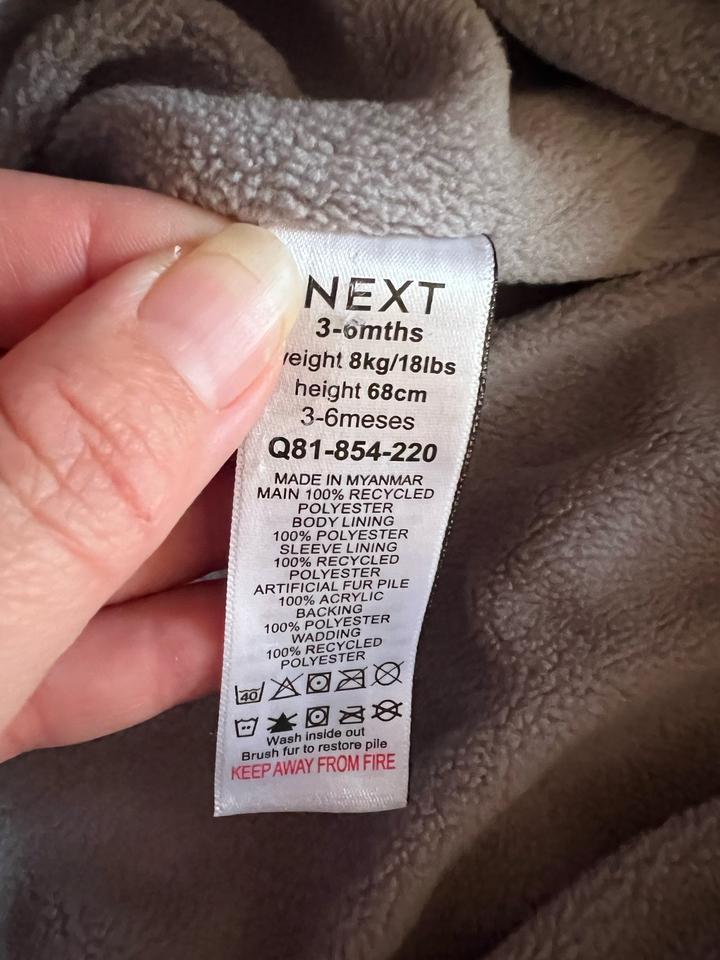 NEXT
3-6mths
weight 8kg/18lbs
height 68cm
3-6meses
Q81-854-220
MADE IN MYANMAR
MAIN 100% RECYCLED
POLYESTER
BODY LINING
100% POLYESTER
SLEEVE LINING
100% RECYCLED
POLYESTER
ARTIFICIAL FUR PILE
100% ACRYLIC
BACKING
100% POLYESTER
WADDING
100% RECYCLED
POLYESTER
40
Wash inside out
Brush fur to restore pile
KEEP AWAY FROM FIRE